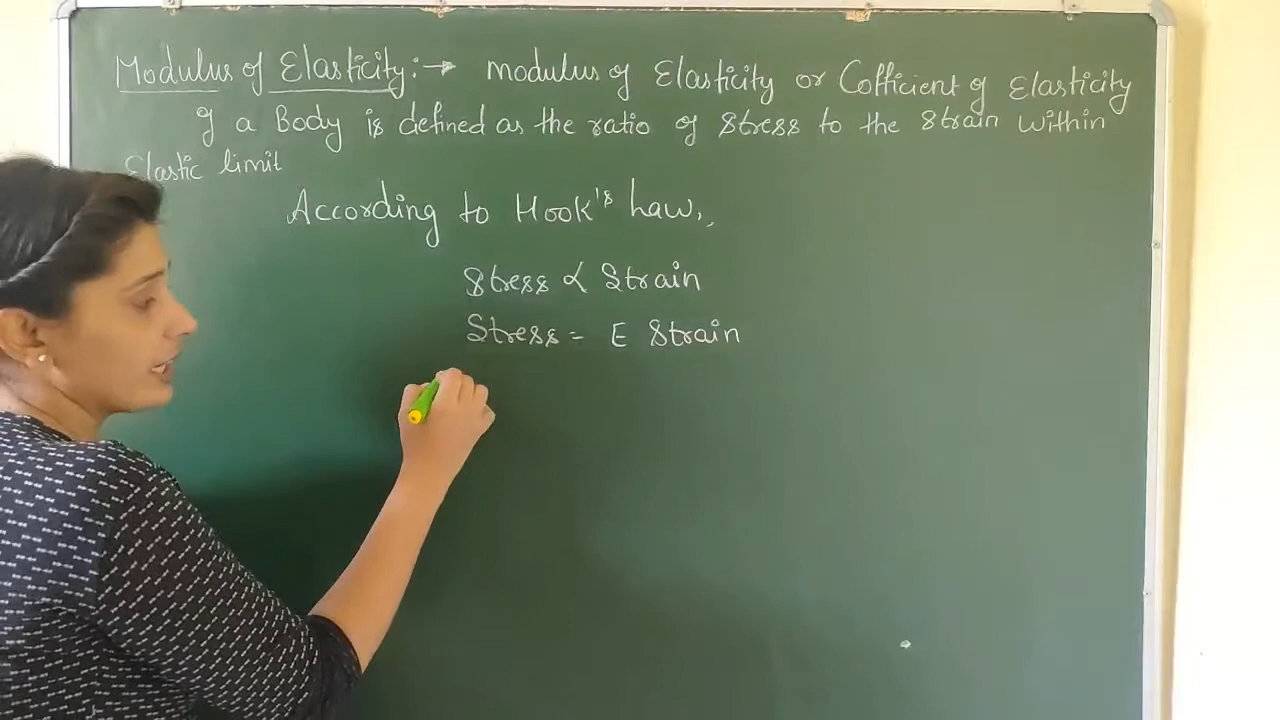 Modulus of Elasticity:→ modulus of Elasticity or Cofficient of Elasticity
of a Body is defined as the ratio of Stress to the Strain within
Elastic limit
According to Hook's Law,
Stress ∝ Strain
Stress = E Strain